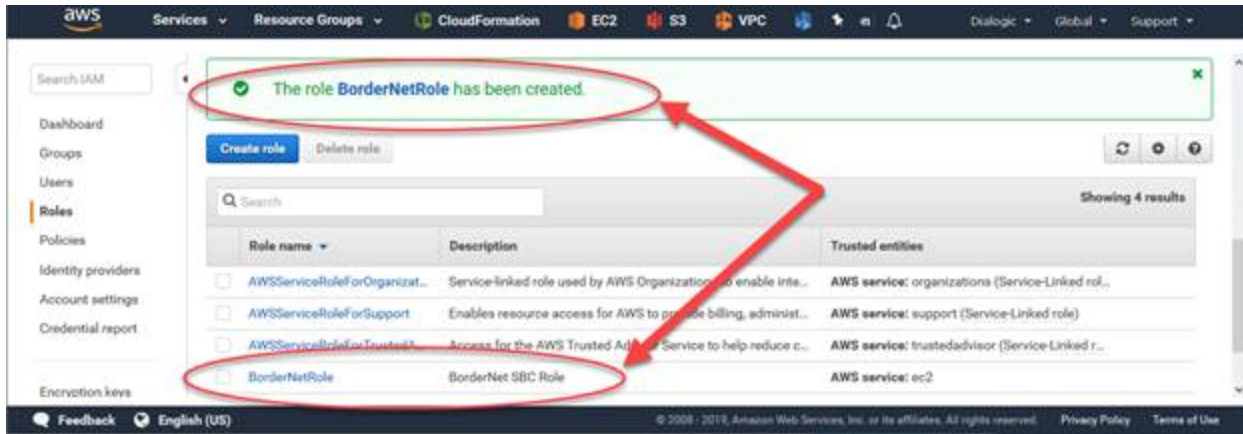 aws Services Resource Groups CloudFormation EC2 S3 VPC Dialogic Global Support
Search IAM
The role BorderNetRole has been created.
Dashboard
Groups
Users
Roles
Policies
Identity providers
Account settings
Credential report
Encryption keys
Create role Delete role
Search
Showing 4 results
Role name Description Trusted entities
AWSServiceRoleForOrganizat... Service-linked role used by AWS enable inte... AWS service: organizations (Service-Linked rol...
AWSServiceRoleForSupport Enables resource access for AWS to billing, administ... AWS service: support (Service-Linked role)
AWSServiceRoleForTrustedA... Access for the AWS Trusted Service to help reduce c... AWS service: trustedadvisor (Service-Linked r...
BorderNetRole BorderNet SBC Role AWS service: ec2
Feedback English (US) © 2008 - 2019, Amazon Web Services, Inc. or its affiliates. All rights reserved. Privacy Policy Terms of Use